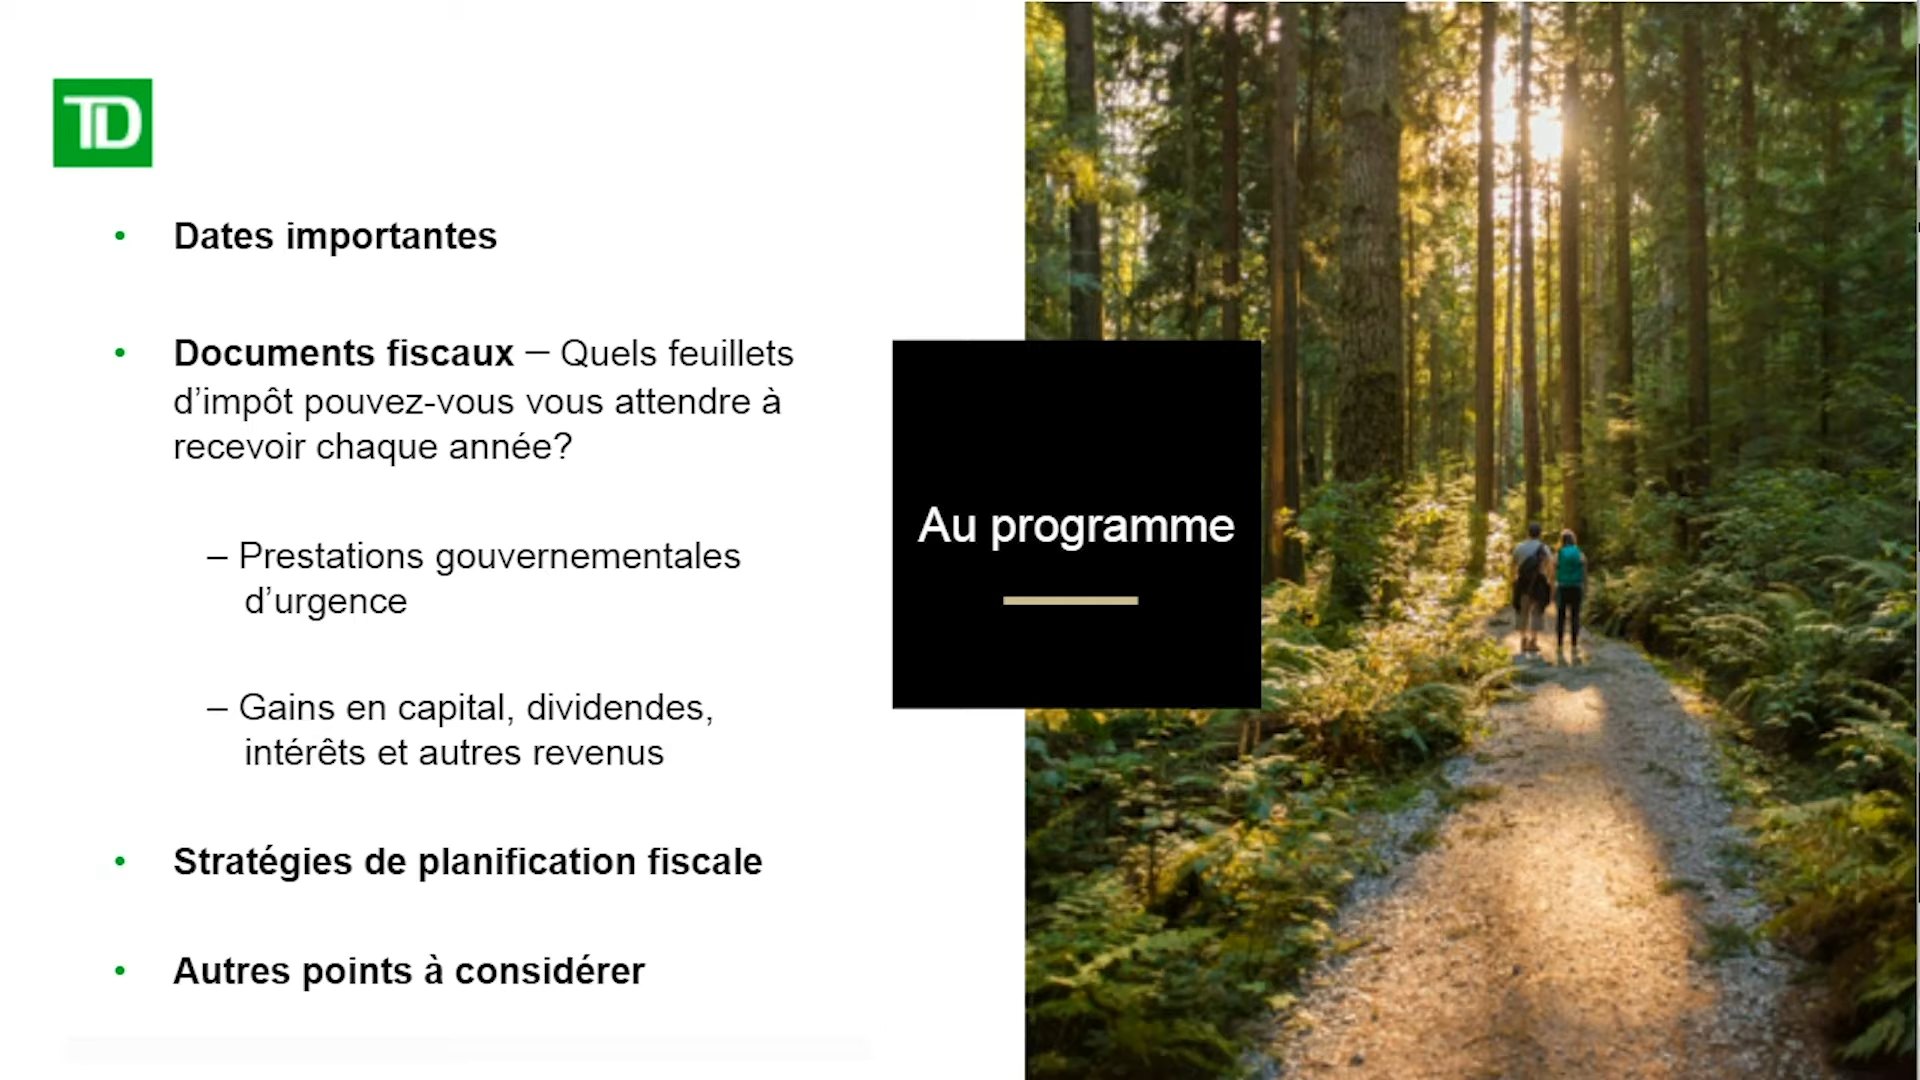 TD
• Dates importantes
• Documents fiscaux – Quels feuillets
d’impôt pouvez-vous vous attendre à
recevoir chaque année?
– Prestations gouvernementales
d’urgence
– Gains en capital, dividendes,
intérêts et autres revenus
• Stratégies de planification fiscale
• Autres points à considérer
Au programme